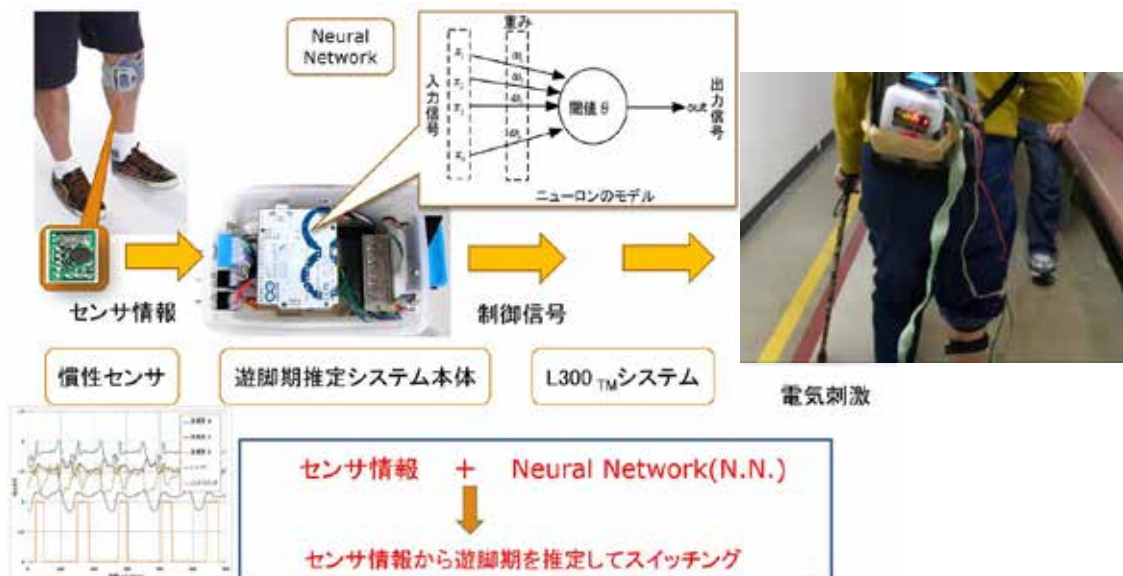 Neural
Network
重み
入力信号
閾値 θ
out
出力信号
ニューロンのモデル
センサ情報
制御信号
慣性センサ
遊脚期推定システム本体
L300 TMシステム
電気刺激
センサ情報 + Neural Network(N.N.)
センサ情報から遊脚期を推定してスイッチング